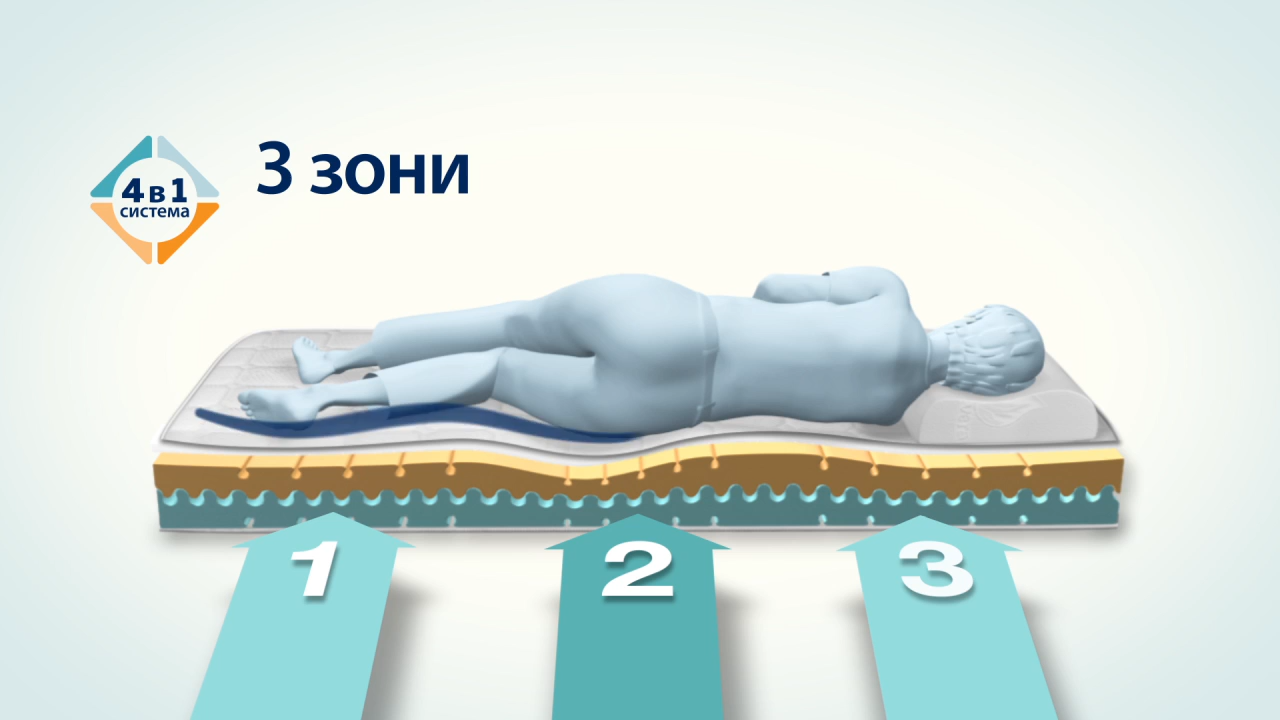 3 зони
4 в 1
система
1
2
3